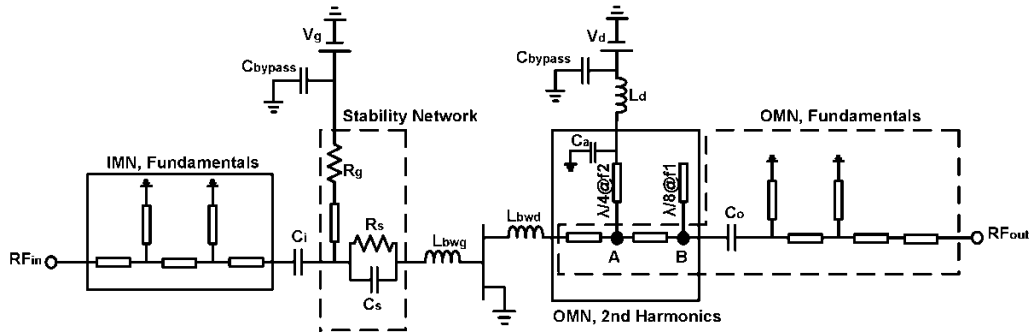 Vg
Vd
Cbypass
Cbypass
Ld
Stability Network
OMN, Fundamentals
IMN, Fundamentals
Ca
Rg
λ/4@f2
λ/8@f1
Ci
Rs
Lbwg
Lbwd
Co
RFin
RFout
A
B
Cs
OMN, 2nd Harmonics